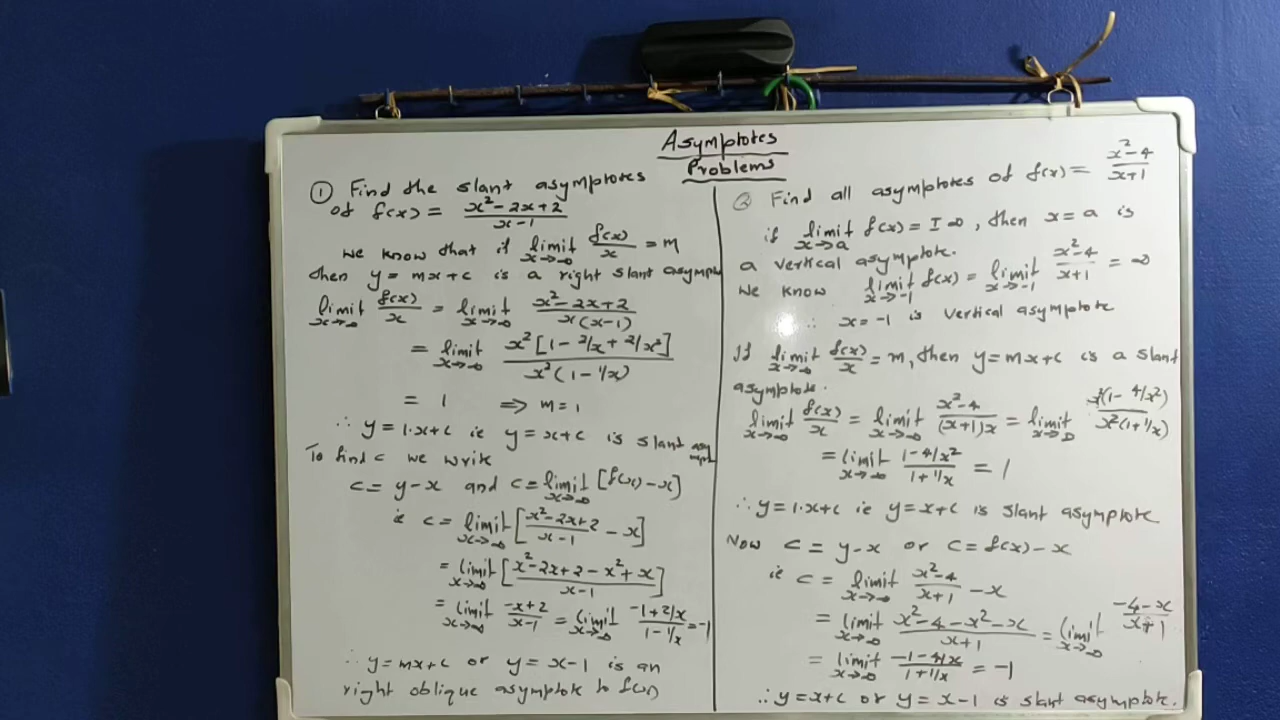 Asymptotes
Problems
① Find the slant asymptotes
of f(x) = (x² - 2x + 2)/(x - 1)
we know that if limit x→∞ f(x)/x = m
then y = mx + c is a right slant asympt
limit x→∞ f(x)/x = limit x→∞ (x² - 2x + 2)/(x(x - 1))
= limit x→∞ x²[1 - 2/x + 2/x²]/(x²(1 - 1/x))
= 1 ⇒ m = 1
∴ y = 1·x + c ie y = x + c is slant asympt
To find c we write
c = y - x and c = limit x→∞ [f(x) - x]
ie c = limit x→∞ [(x² - 2x + 2)/(x - 1) - x]
= limit x→∞ [(x² - 2x + 2 - x² + x)/(x - 1)]
= limit x→∞ (-x + 2)/(x - 1) = limit x→∞ (-1 + 2/x)/(1 - 1/x) = -1
∴ y = mx + c or y = x - 1 is an
right oblique asymptote to f(x)
② Find all asymptotes of f(x) = (x² - 4)/(x + 1)
if limit x→a f(x) = ±∞, then x = a is
a vertical asymptote.
we know limit x→-1 f(x) = limit x→-1 (x² - 4)/(x + 1) = ∞
∴ x = -1 is vertical asymptote
If limit x→∞ f(x)/x = m, then y = mx + c is a slant
asymptote.
limit x→∞ f(x)/x = limit x→∞ (x² - 4)/((x + 1)x) = limit x→∞ x²(1 - 4/x²)/(x²(1 + 1/x))
= limit x→∞ (1 - 4/x²)/(1 + 1/x) = 1
∴ y = 1·x + c ie y = x + c is slant asymptote
Now c = y - x or c = f(x) - x
ie c = limit x→∞ (x² - 4)/(x + 1) - x
= limit x→∞ (x² - 4 - x² - x)/(x + 1) = limit x→∞ (-4 - x)/(x + 1)
= limit x→∞ (-1 - 4/x)/(1 + 1/x) = -1
∴ y = x + c or y = x - 1 is slant asymptote.